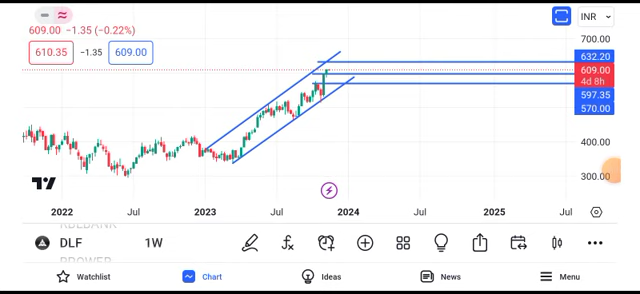 INR
609.00 −1.35 (−0.22%)
700.00
610.35 −1.35 609.00
632.20
609.00
4d 8h
597.35
570.00
400.00
300.00
2022 Jul 2023 Jul 2024 Jul 2025 Jul
DLF 1W
Watchlist Chart Ideas News Menu